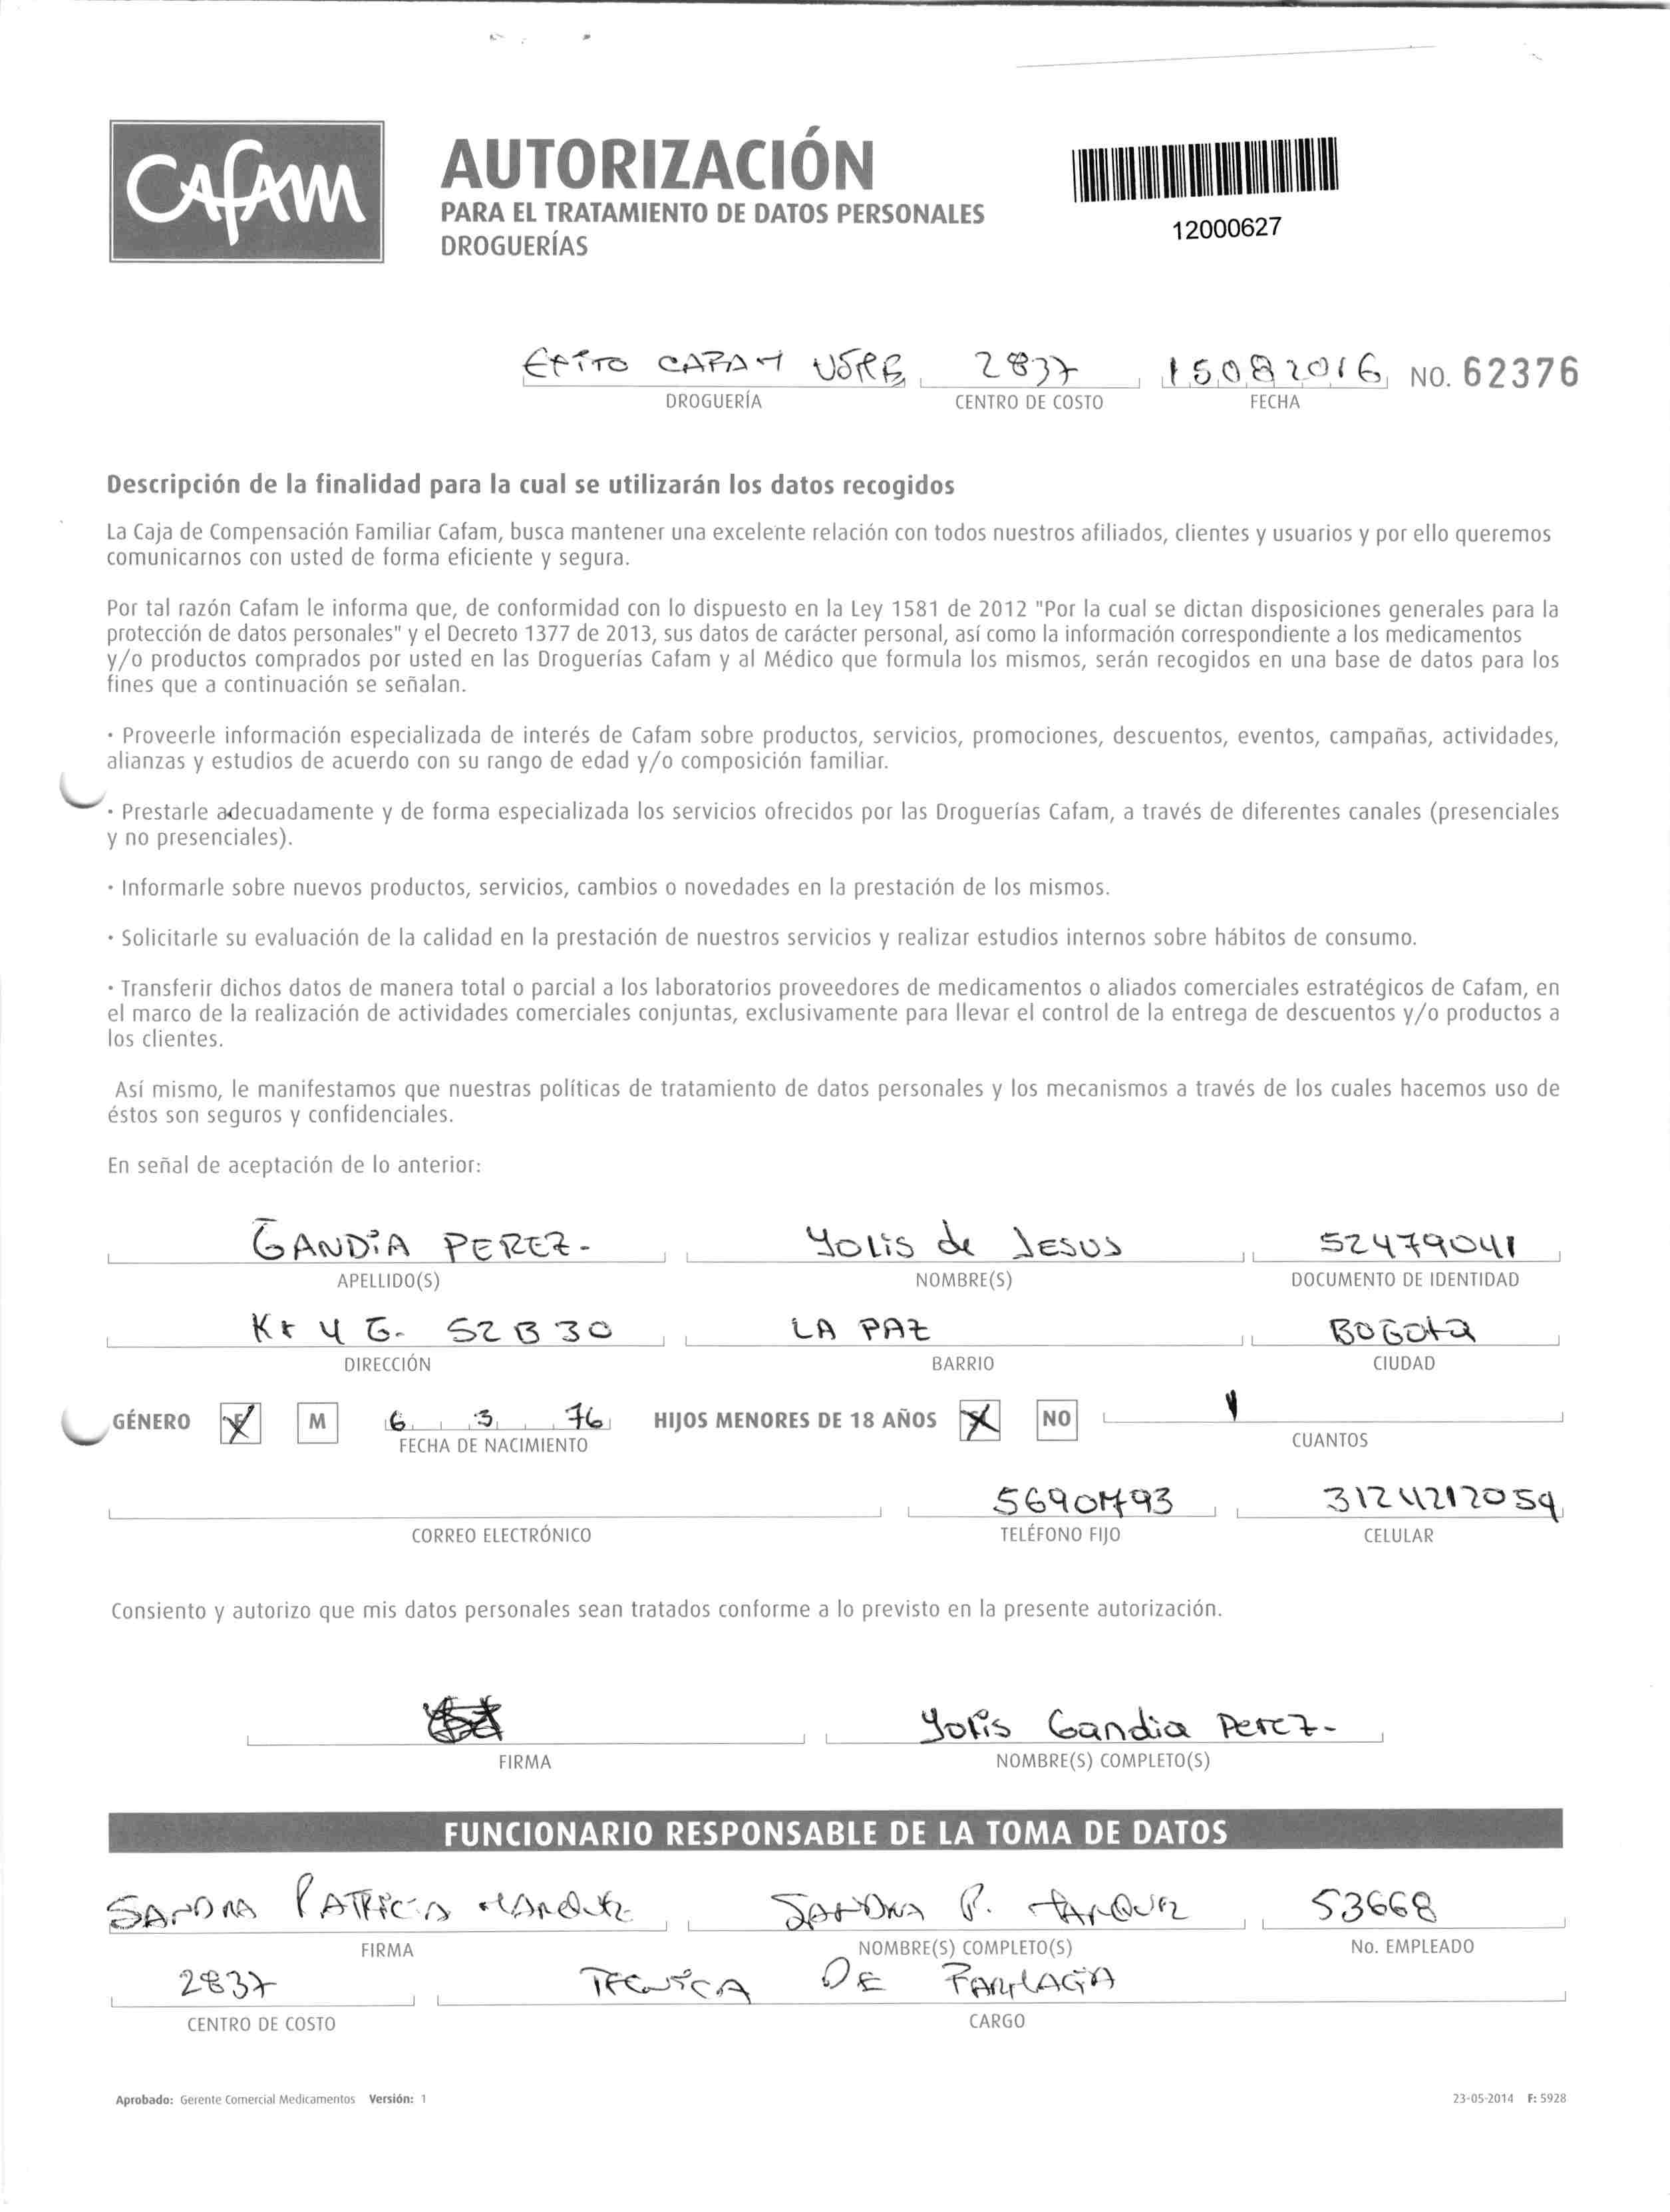 CAFAM
AUTORIZACIÓN
PARA EL TRATAMIENTO DE DATOS PERSONALES
DROGUERÍAS
12000627
CAFAM 2837 15082016 NO. 62376
DROGUERÍA CENTRO DE COSTO FECHA
Descripción de la finalidad para la cual se utilizarán los datos recogidos
La Caja de Compensación Familiar Cafam, busca mantener una excelente relación con todos nuestros afiliados, clientes y usuarios y por ello queremos
comunicarnos con usted de forma eficiente y segura.
Por tal razón Cafam le informa que, de conformidad con lo dispuesto en la Ley 1581 de 2012 "Por la cual se dictan disposiciones generales para la
protección de datos personales" y el Decreto 1377 de 2013, sus datos de carácter personal, así como la información correspondiente a los medicamentos
y/o productos comprados por usted en las Droguerías Cafam y al Médico que formula los mismos, serán recogidos en una base de datos para los
fines que a continuación se señalan.
· Proveerle información especializada de interés de Cafam sobre productos, servicios, promociones, descuentos, eventos, campañas, actividades,
alianzas y estudios de acuerdo con su rango de edad y/o composición familiar.
· Prestarle adecuadamente y de forma especializada los servicios ofrecidos por las Droguerías Cafam, a través de diferentes canales (presenciales
y no presenciales).
· Informarle sobre nuevos productos, servicios, cambios o novedades en la prestación de los mismos.
· Solicitarle su evaluación de la calidad en la prestación de nuestros servicios y realizar estudios internos sobre hábitos de consumo.
· Transferir dichos datos de manera total o parcial a los laboratorios proveedores de medicamentos o aliados comerciales estratégicos de Cafam, en
el marco de la realización de actividades comerciales conjuntas, exclusivamente para llevar el control de la entrega de descuentos y/o productos a
los clientes.
Así mismo, le manifestamos que nuestras políticas de tratamiento de datos personales y los mecanismos a través de los cuales hacemos uso de
éstos son seguros y confidenciales.
En señal de aceptación de lo anterior:
GANDIA PEREZ- Yolis de JESUS 52479041
APELLIDO(S) NOMBRE(S) DOCUMENTO DE IDENTIDAD
Kr 4 G. 52 B 30 LA PAZ BOGOTA
DIRECCIÓN BARRIO CIUDAD
GÉNERO F M 6 3 76 HIJOS MENORES DE 18 AÑOS NO 1
FECHA DE NACIMIENTO CUANTOS
3124212059
CORREO ELECTRÓNICO TELÉFONO FIJO CELULAR
Consiento y autorizo que mis datos personales sean tratados conforme a lo previsto en la presente autorización.
Yolis Gandia Perez-
FIRMA NOMBRE(S) COMPLETO(S)
FUNCIONARIO RESPONSABLE DE LA TOMA DE DATOS
SANDRA PATRICIA SANDRA P. 53668
FIRMA NOMBRE(S) COMPLETO(S) No. EMPLEADO
2837 TECNICA DE FARMACIA
CENTRO DE COSTO CARGO
Aprobado: Gerente Comercial Medicamentos Versión: 1 23-05-2014 F: 5928